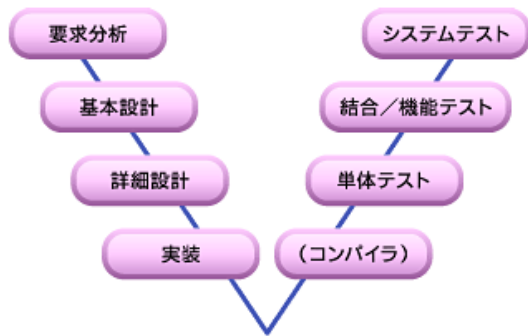 要求分析
システムテスト
基本設計
結合／機能テスト
詳細設計
単体テスト
実装
（コンパイラ）